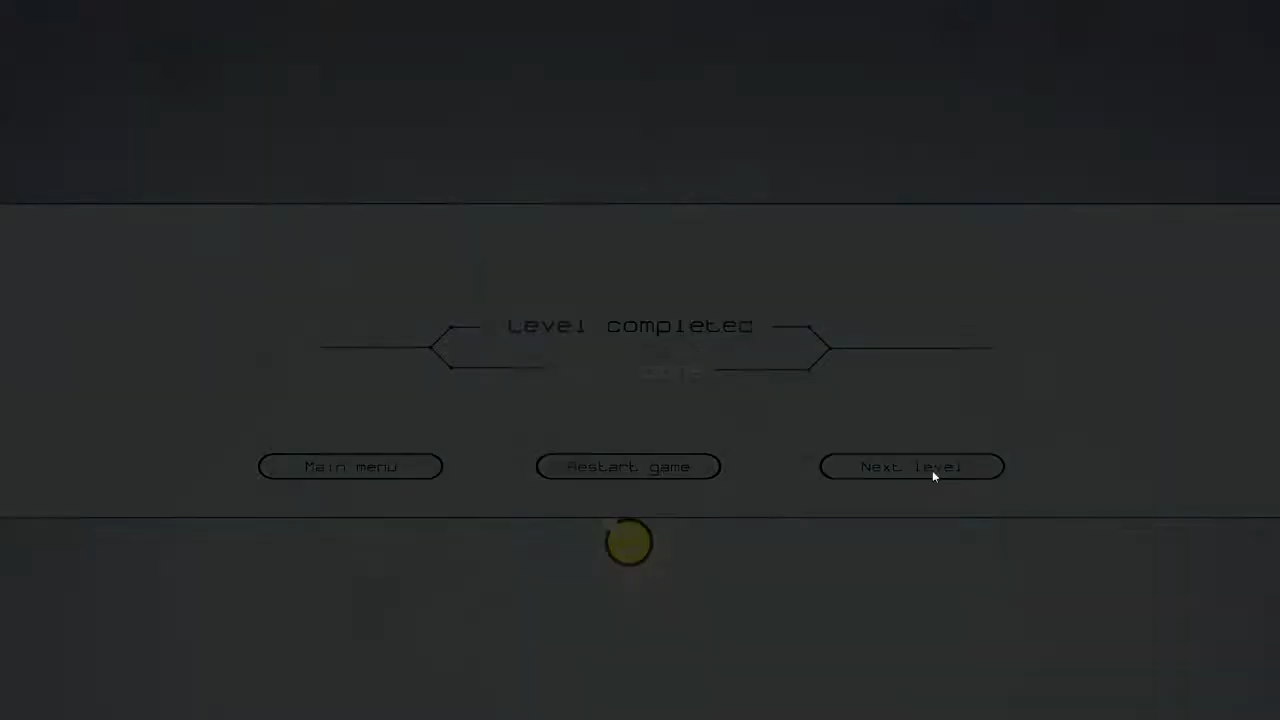 Level completed
Main menu
Restart game
Next level